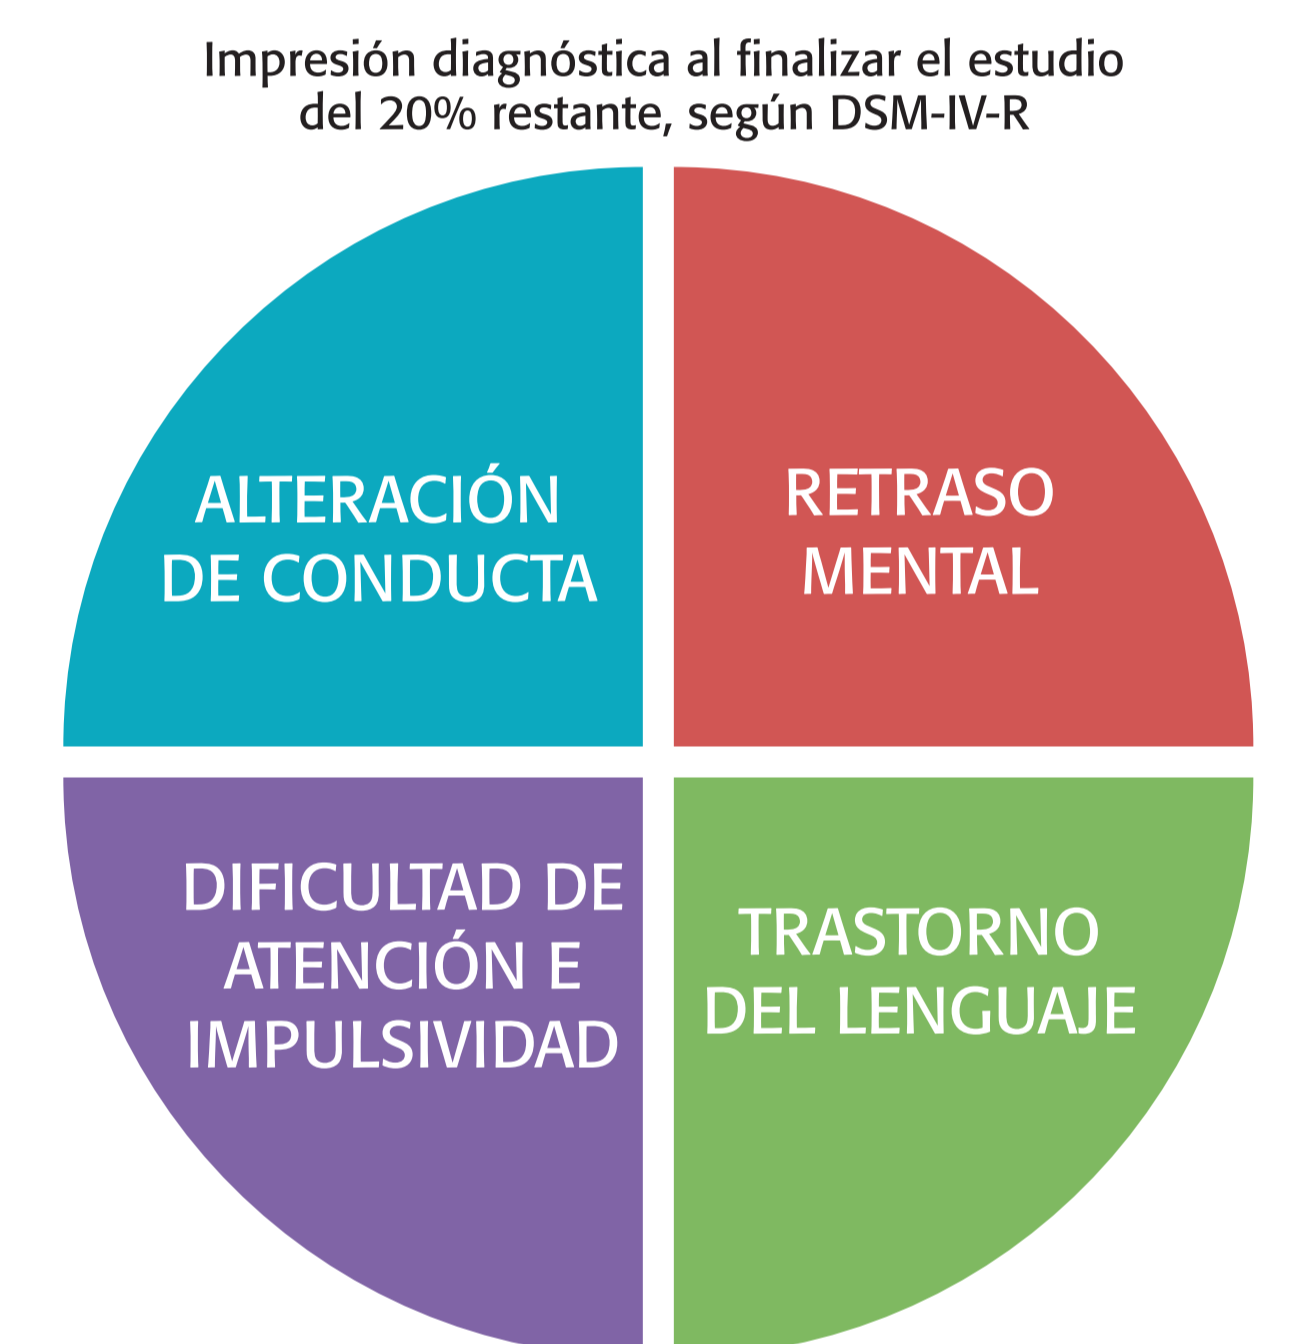 Impresión diagnóstica al finalizar el estudio
del 20% restante, según DSM-IV-R
ALTERACIÓN
DE CONDUCTA
RETRASO
MENTAL
DIFICULTAD DE
ATENCIÓN E
IMPULSIVIDAD
TRASTORNO
DEL LENGUAJE